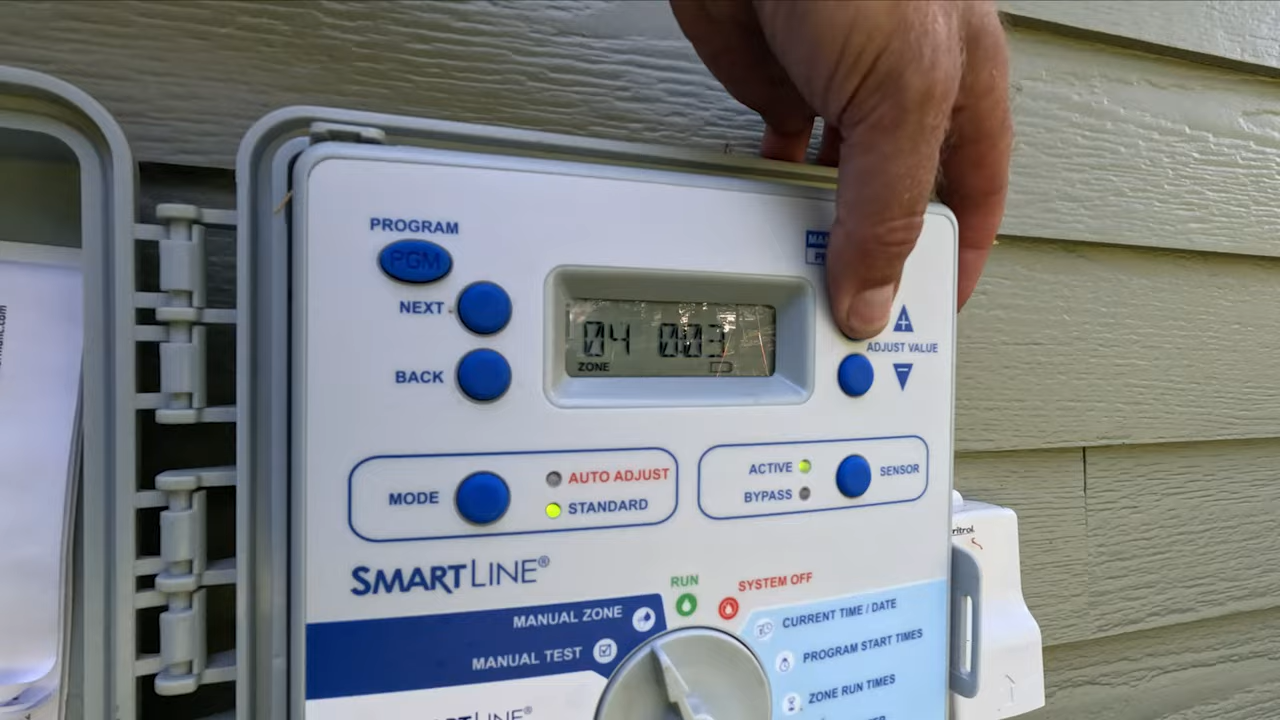 PROGRAM
PGM
NEXT
BACK
04 003
ZONE
ADJUST VALUE
MODE
AUTO ADJUST
STANDARD
ACTIVE
BYPASS
SENSOR
SMARTLINE®
RUN
SYSTEM OFF
MANUAL ZONE
MANUAL TEST
CURRENT TIME / DATE
PROGRAM START TIMES
ZONE RUN TIMES
SMARTLINE®